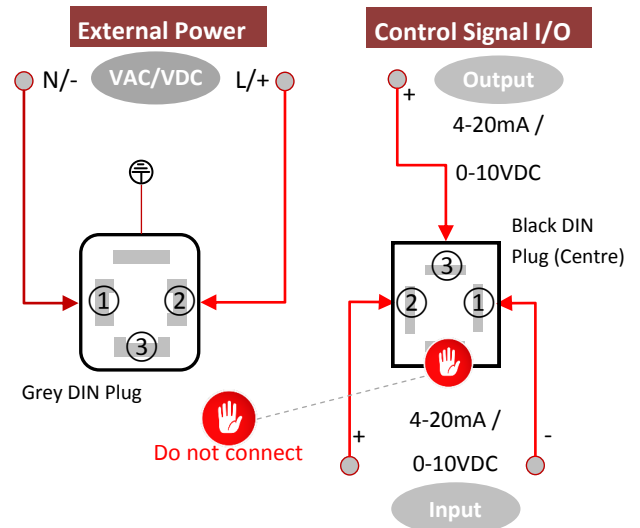 External Power
N/-
VAC/VDC
L/+
1
2
3
Grey DIN Plug
Do not connect
Control Signal I/O
Output
+
4-20mA /
0-10VDC
Black DIN
Plug (Centre)
3
2
1
+
4-20mA /
-
0-10VDC
Input